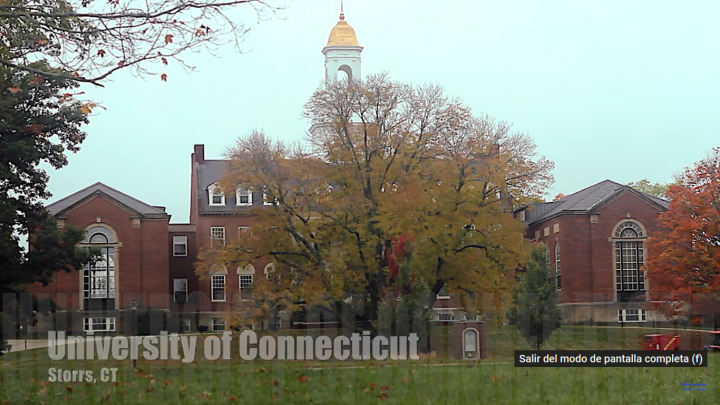 University of Connecticut
Storrs, CT
Salir del modo de pantalla completa (f)